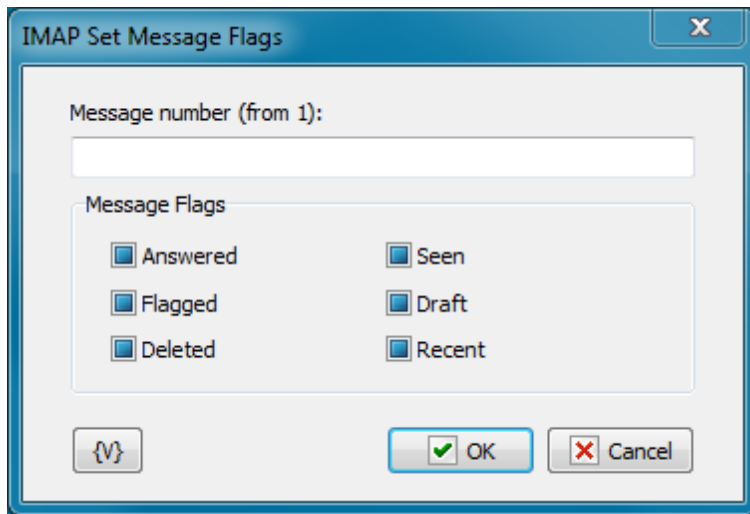 IMAP Set Message Flags
Message number (from 1):
Message Flags
Answered
Seen
Flagged
Draft
Deleted
Recent
{V}
OK
Cancel